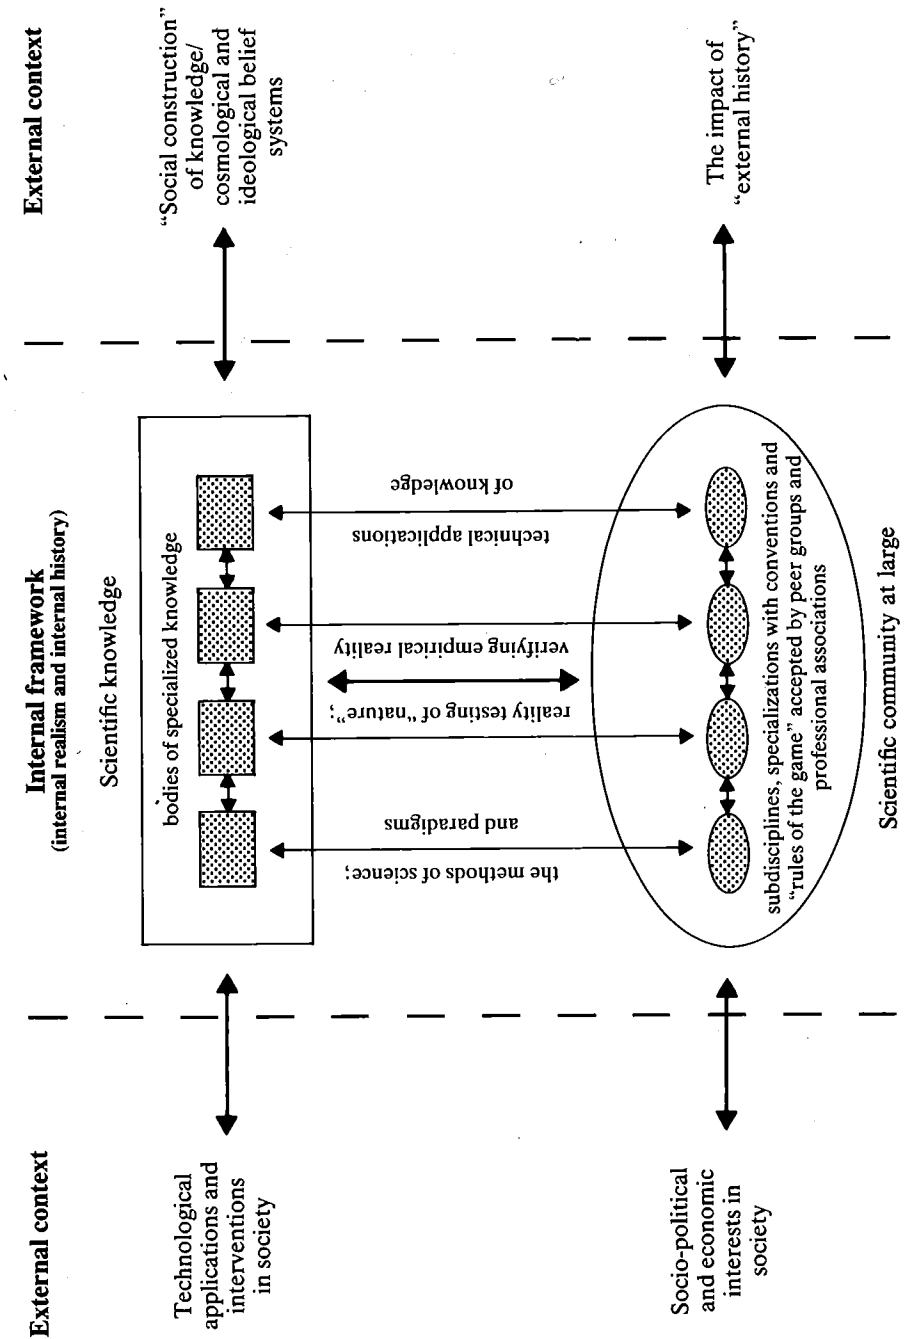 External context
Internal framework
(internal realism and internal history)
External context
Scientific knowledge
bodies of specialized knowledge
Technological
applications and
interventions
in society
“Social construction”
of knowledge/
cosmological and
ideological belief
systems
the methods of science;
and paradigms
reality testing of “nature”;
verifying empirical reality
technical applications
of knowledge
Socio-political
and economic
interests in
society
The impact of
“external history”
subdisciplines, specializations with conventions and
“rules of the game” accepted by peer groups and
professional associations
Scientific community at large